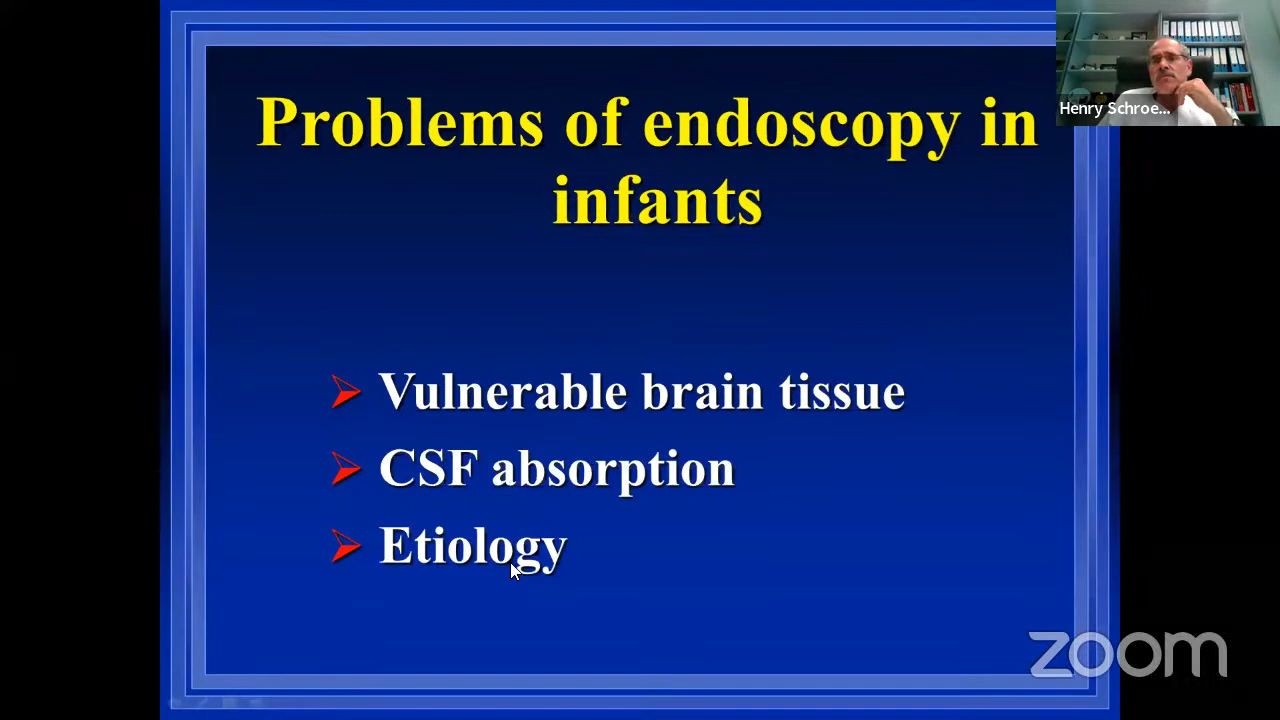 Problems of endoscopy in
infants
Vulnerable brain tissue
CSF absorption
Etiology
Henry Schroe...
zoom